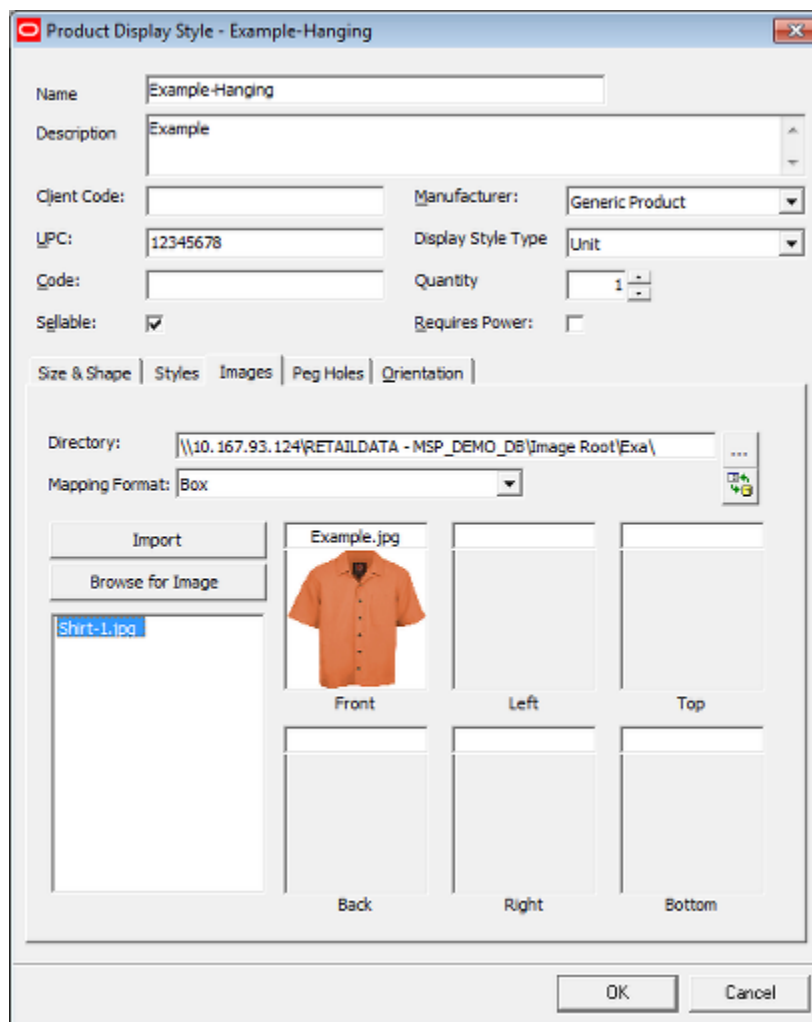 Product Display Style - Example-Hanging
Name Example-Hanging
Description Example
Client Code: Manufacturer: Generic Product
UPC: 12345678 Display Style Type Unit
Code: Quantity 1
Sellable: Requires Power:
Size & Shape Styles Images Peg Holes Orientation
Directory: \\10.167.93.124\RETAILDATA - MSP_DEMO_DB\Image Root\Exa\ ...
Mapping Format: Box
Import Example.jpg
Browse for Image
Shirt-1.jpg
Front Left Top
Back Right Bottom
OK Cancel